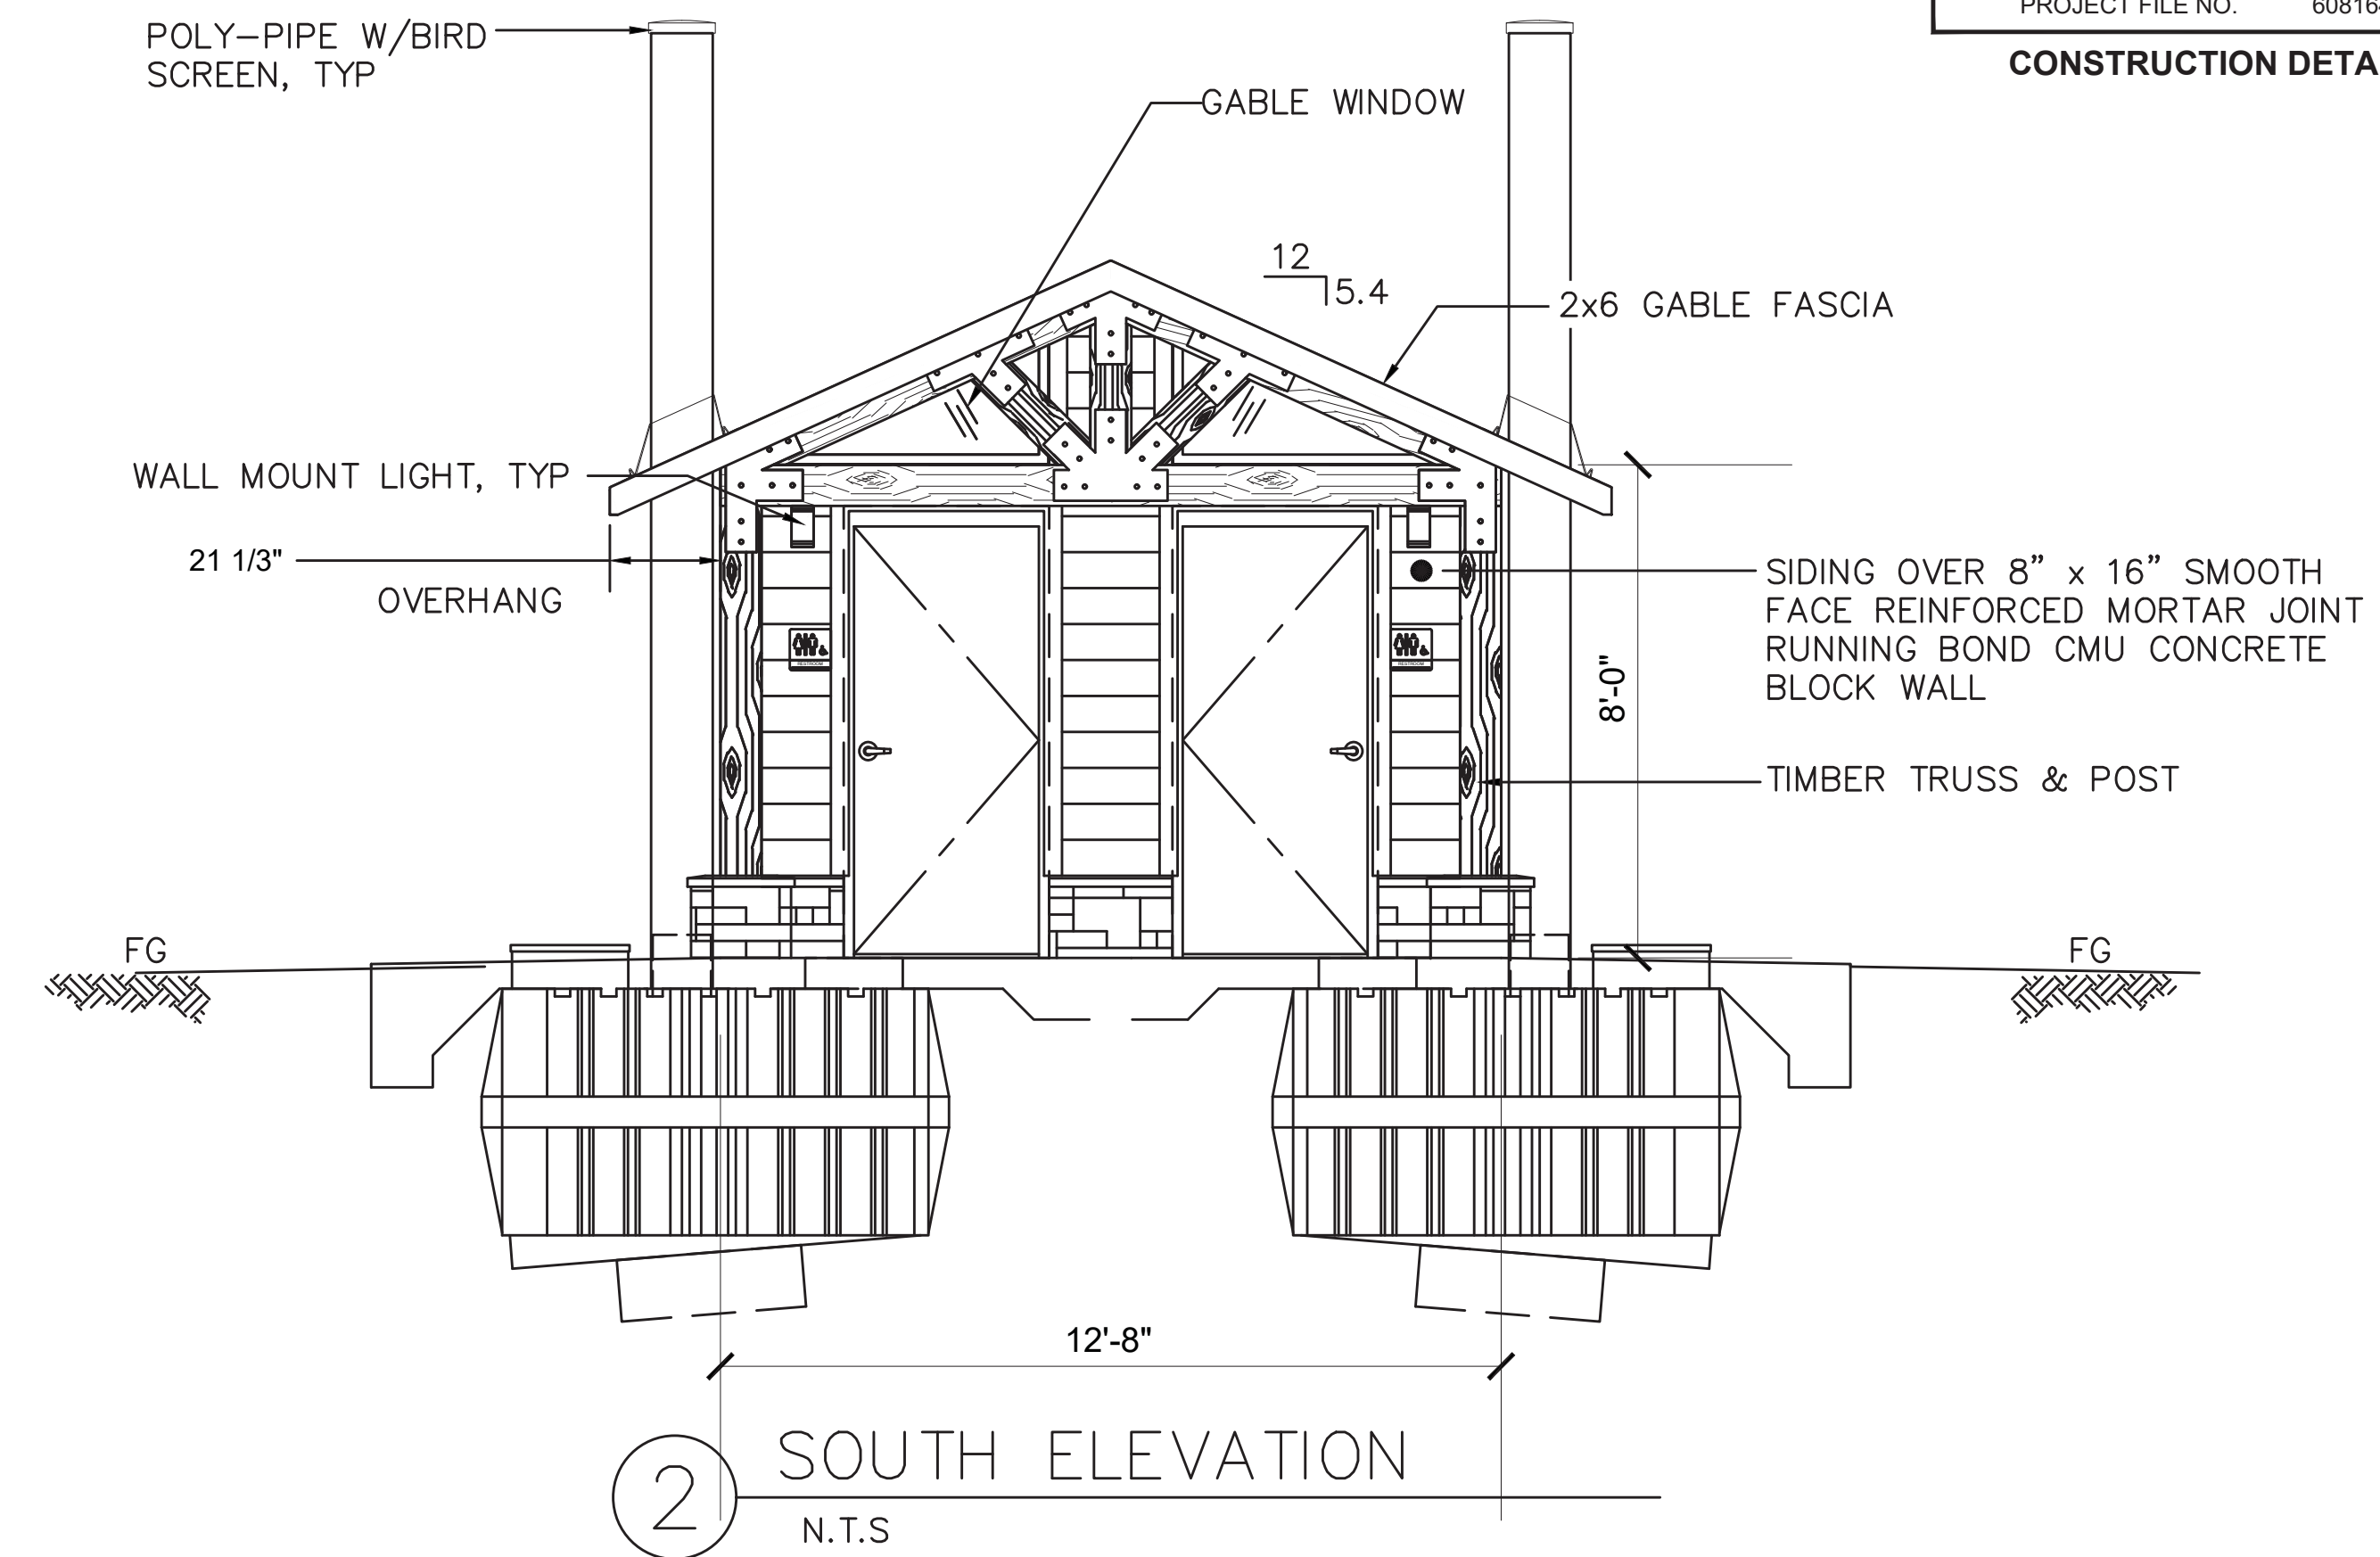 PROJECT FILE NO.
CONSTRUCTION DETA
POLY-PIPE W/BIRD
SCREEN, TYP
GABLE WINDOW
12
5.4
2x6 GABLE FASCIA
WALL MOUNT LIGHT, TYP
21 1/3"
OVERHANG
SIDING OVER 8” x 16” SMOOTH
FACE REINFORCED MORTAR JOINT
RUNNING BOND CMU CONCRETE
BLOCK WALL
RESTROOM
RESTROOM
8'-0"
TIMBER TRUSS & POST
FG
FG
12'-8"
2
SOUTH ELEVATION
N.T.S